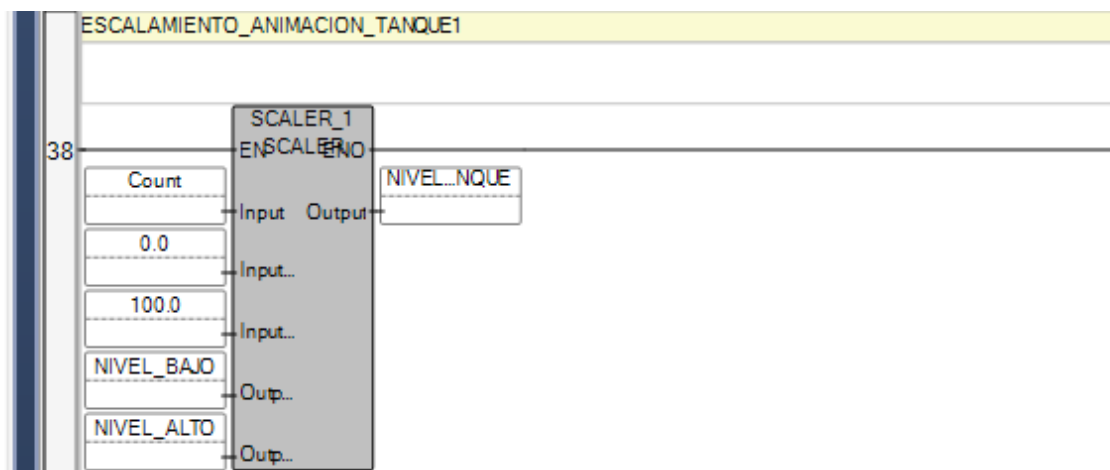 ESCALAMIENTO_ANIMACION_TANQUE1
38
SCALER_1
SCALER
EN
ENO
Count
Input
Output
NIVEL...NQUE
0.0
Input...
100.0
Input...
NIVEL_BAJO
Outp...
NIVEL_ALTO
Outp...